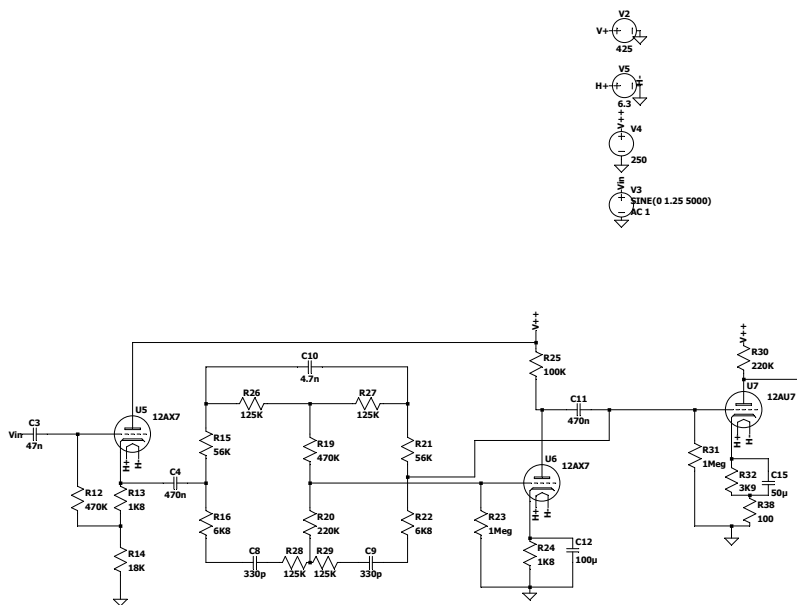 V2
V+
425
V5
H+
H-
6.3
V++
V4
250
Vin
V3
SINE(0 1.25 5000)
AC 1
V++
V++
C10
4.7n
R25
100K
R30
220K
R26
125K
R27
125K
C11
470n
U7
12AU7
C3
Vin
47n
U5
12AX7
R15
56K
R19
470K
R21
56K
H+
H-
C4
470n
U6
12AX7
R31
1Meg
H+
H-
R32
3K9
C15
50µ
R12
470K
R13
1K8
R16
6K8
R20
220K
R22
6K8
R23
1Meg
H+
H-
R38
100
R14
18K
C8
330p
R28
125K
R29
125K
C9
330p
R24
1K8
C12
100µ